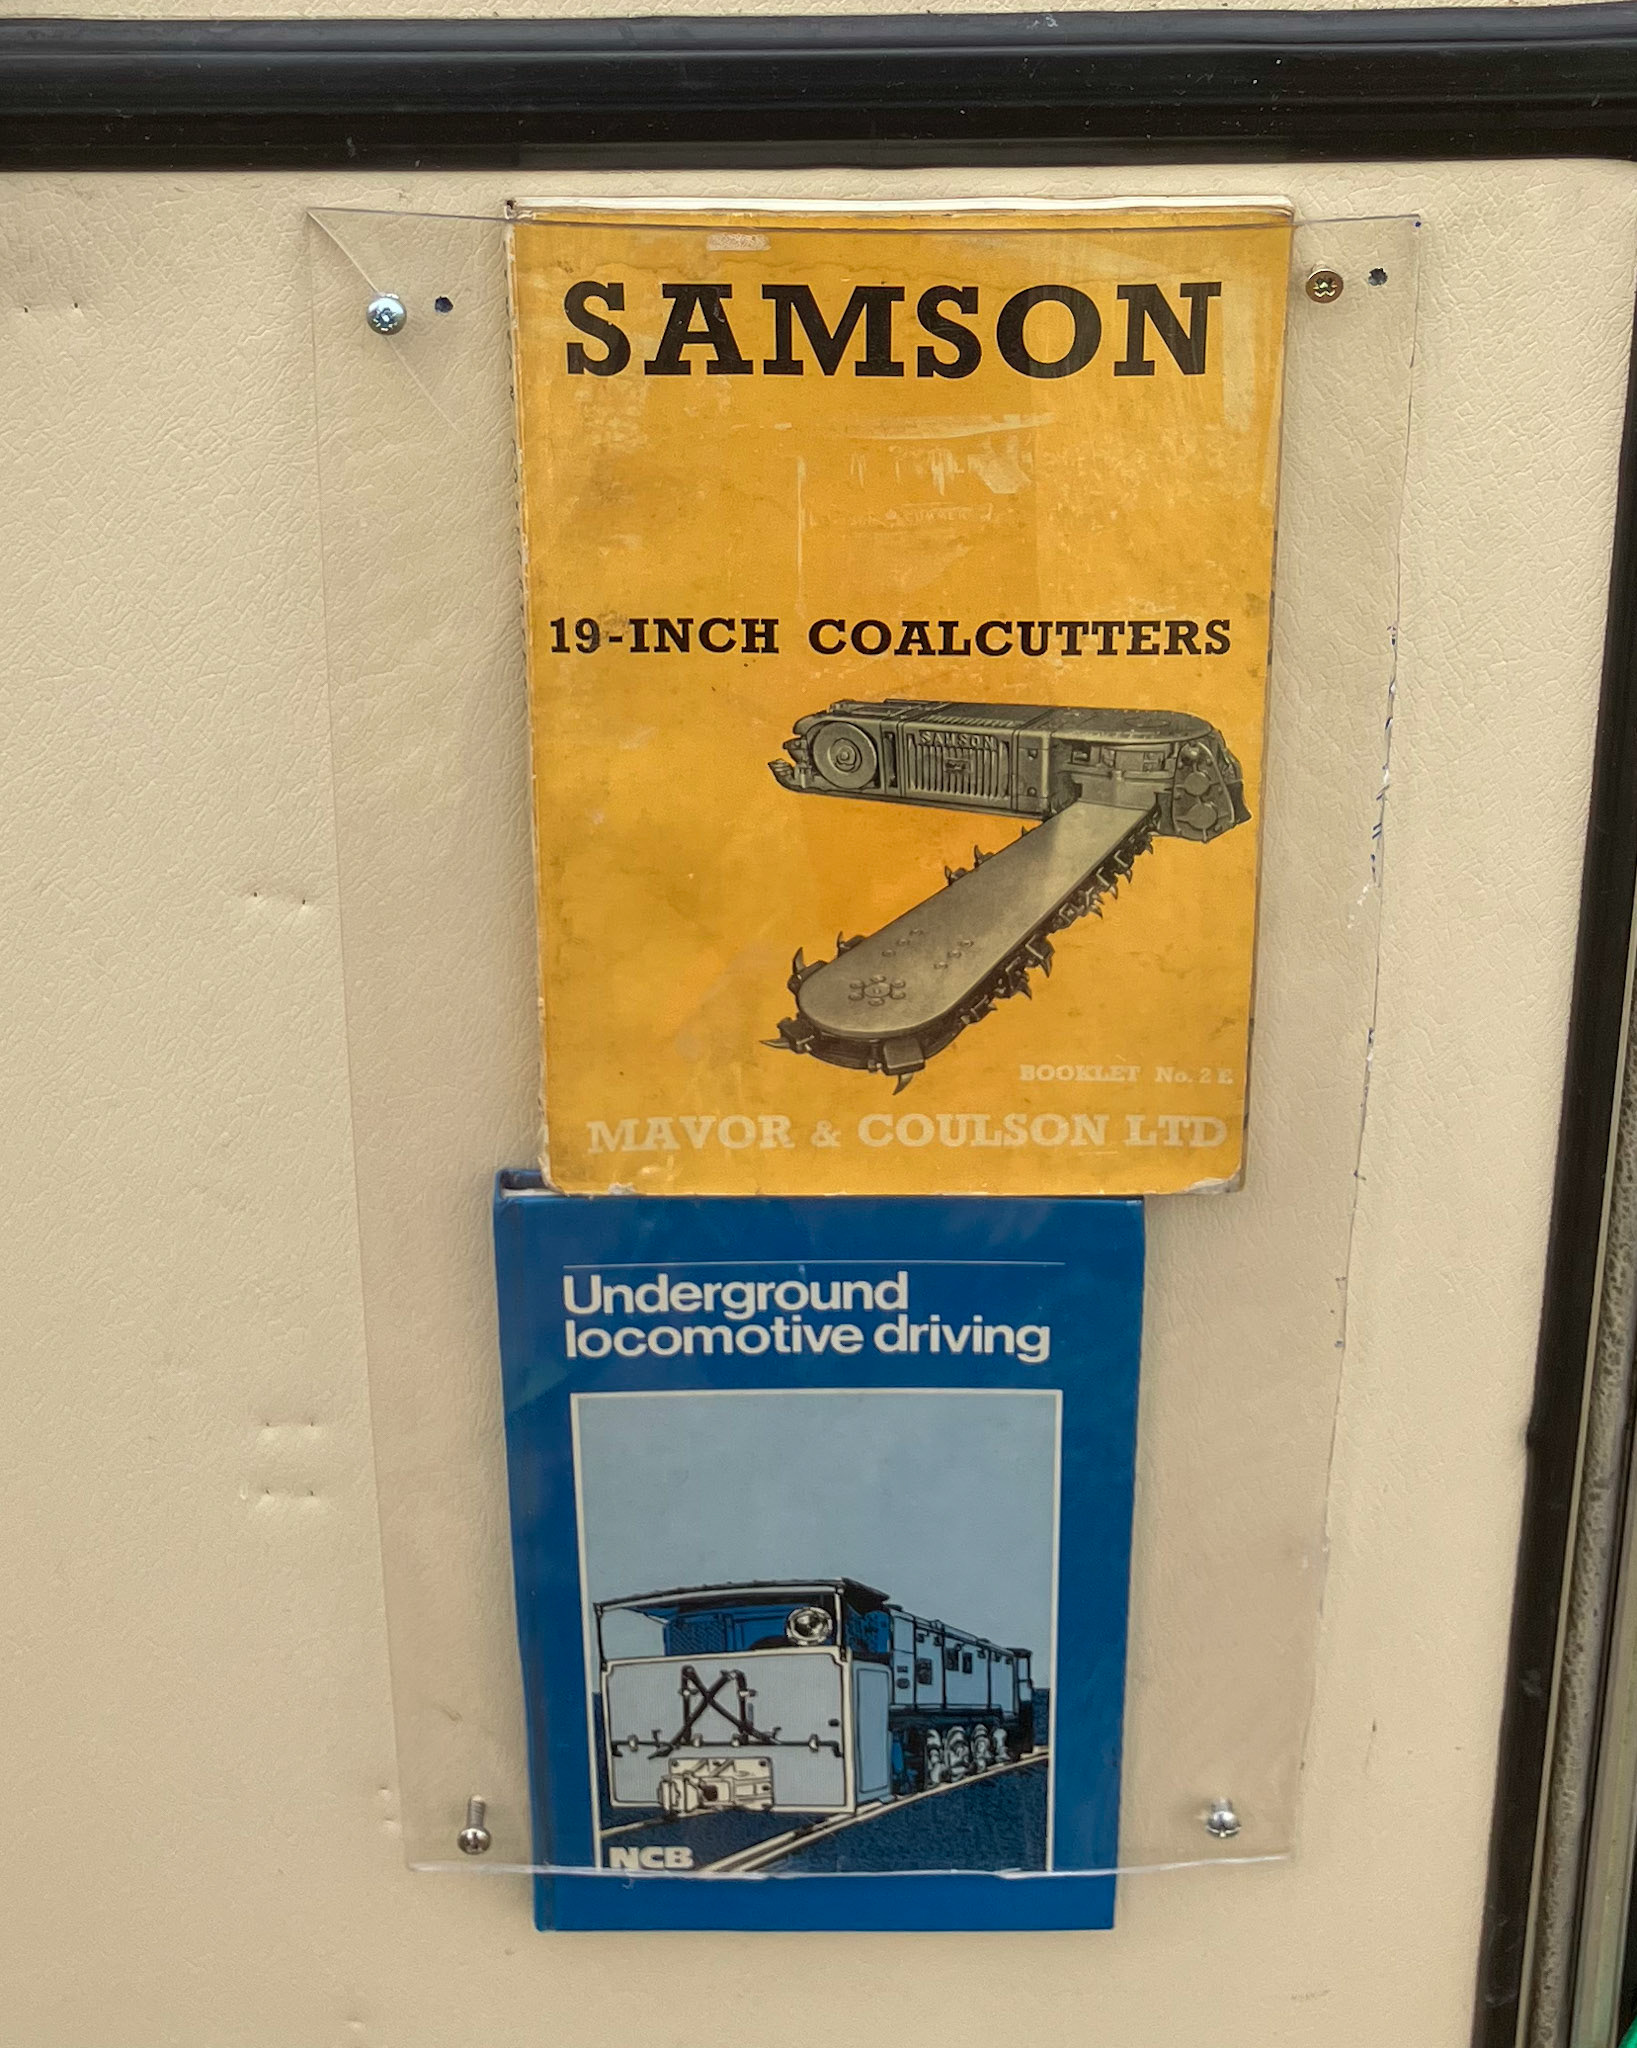 SAMSON
19-INCH COALCUTTERS
SAMSON
BOOKLET No. 2 E
MAVOR & COULSON LTD
Underground
locomotive driving
NCB